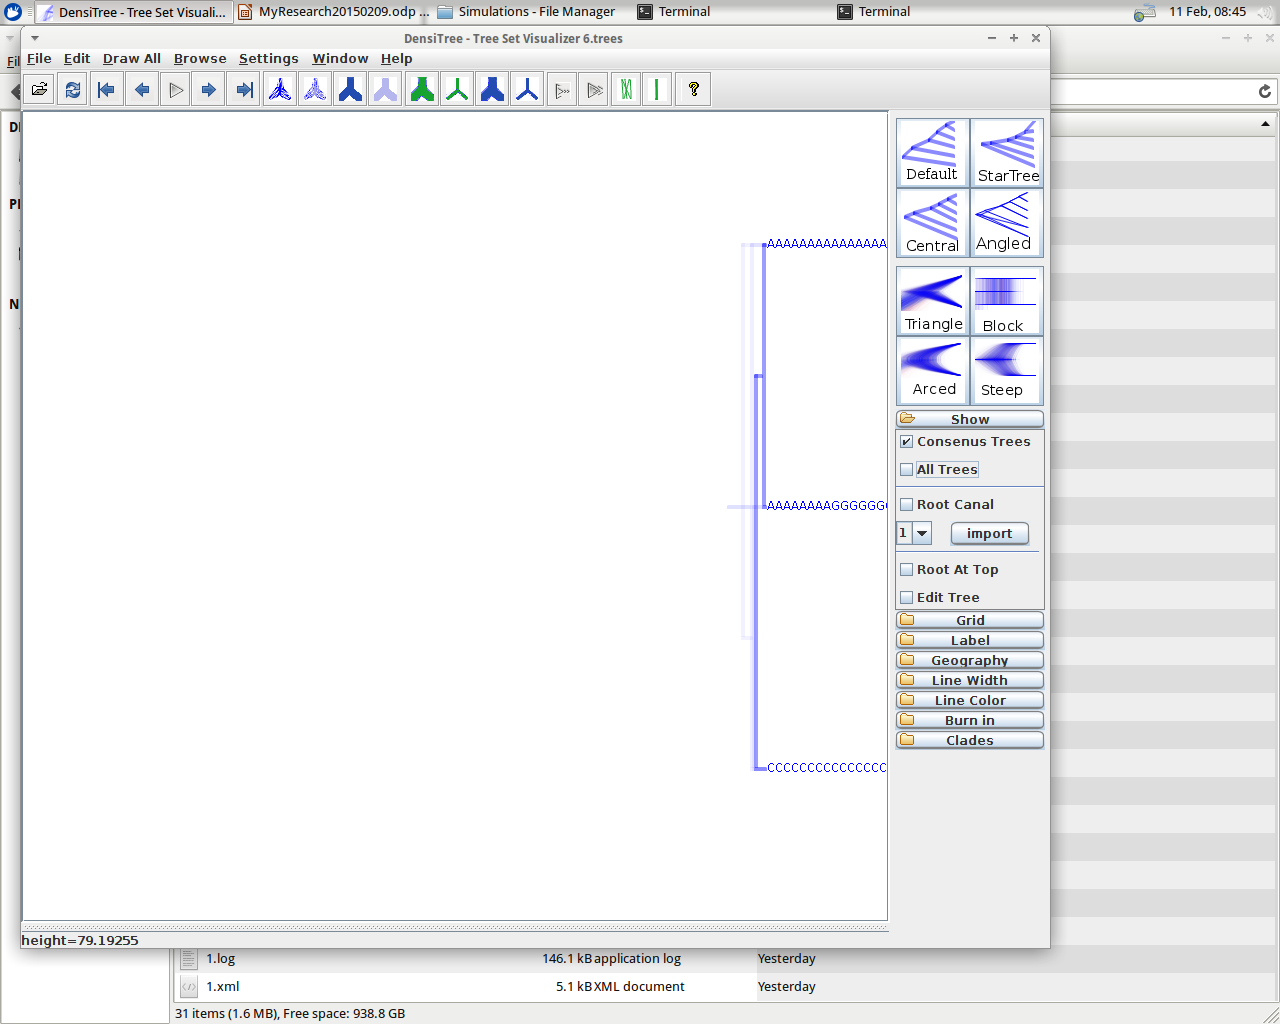 DensiTree - Tree Set Visuali...
MyResearch20150209.odp ...
Simulations - File Manager
Terminal
Terminal
11 Feb, 08:45
DensiTree - Tree Set Visualizer 6.trees
File Edit Draw All Browse Settings Window Help
?
Default
StarTree
Central
Angled
Triangle
Block
Arced
Steep
Show
Consenus Trees
All Trees
Root Canal
1
import
Root At Top
Edit Tree
Grid
Label
Geography
Line Width
Line Color
Burn in
Clades
AAAAAAAAAAAAAAA
AAAAAAAAGGGGGGG
CCCCCCCCCCCCCCC
height=79.19255
1.log 146.1 kB application log Yesterday
1.xml 5.1 kB XML document Yesterday
31 items (1.6 MB), Free space: 938.8 GB